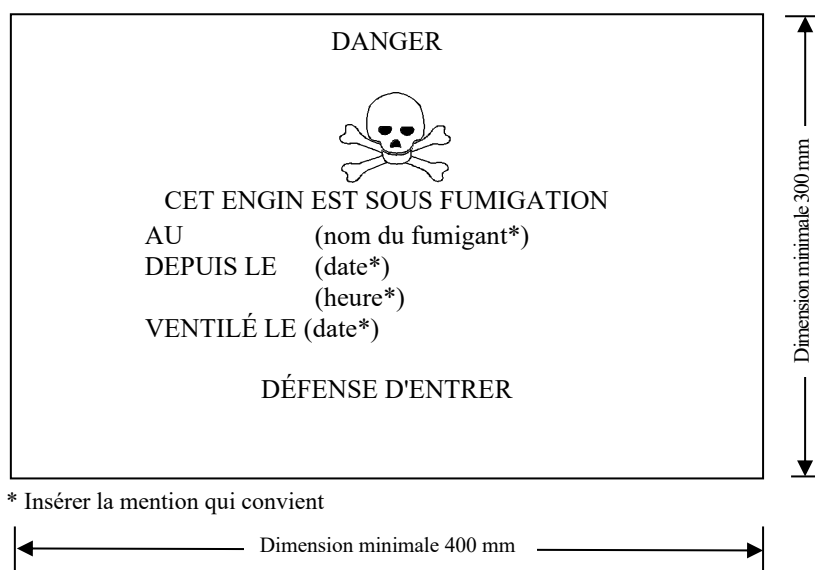 DANGER
CET ENGIN EST SOUS FUMIGATION
AU (nom du fumigant*)
DEPUIS LE (date*)
(heure*)
VENTILÉ LE (date*)
DÉFENSE D'ENTRER
Dimension minimale 300 mm
* Insérer la mention qui convient
Dimension minimale 400 mm